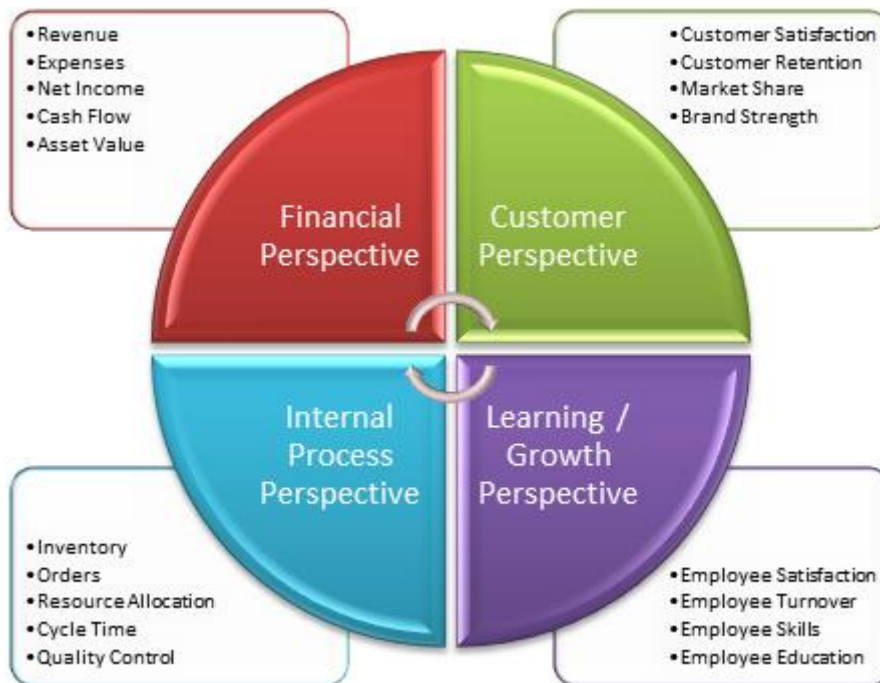 •Revenue
•Expenses
•Net Income
•Cash Flow
•Asset Value
•Customer Satisfaction
•Customer Retention
•Market Share
•Brand Strength
Financial
Perspective
Customer
Perspective
Internal
Process
Perspective
Learning /
Growth
Perspective
•Inventory
•Orders
•Resource Allocation
•Cycle Time
•Quality Control
•Employee Satisfaction
•Employee Turnover
•Employee Skills
•Employee Education